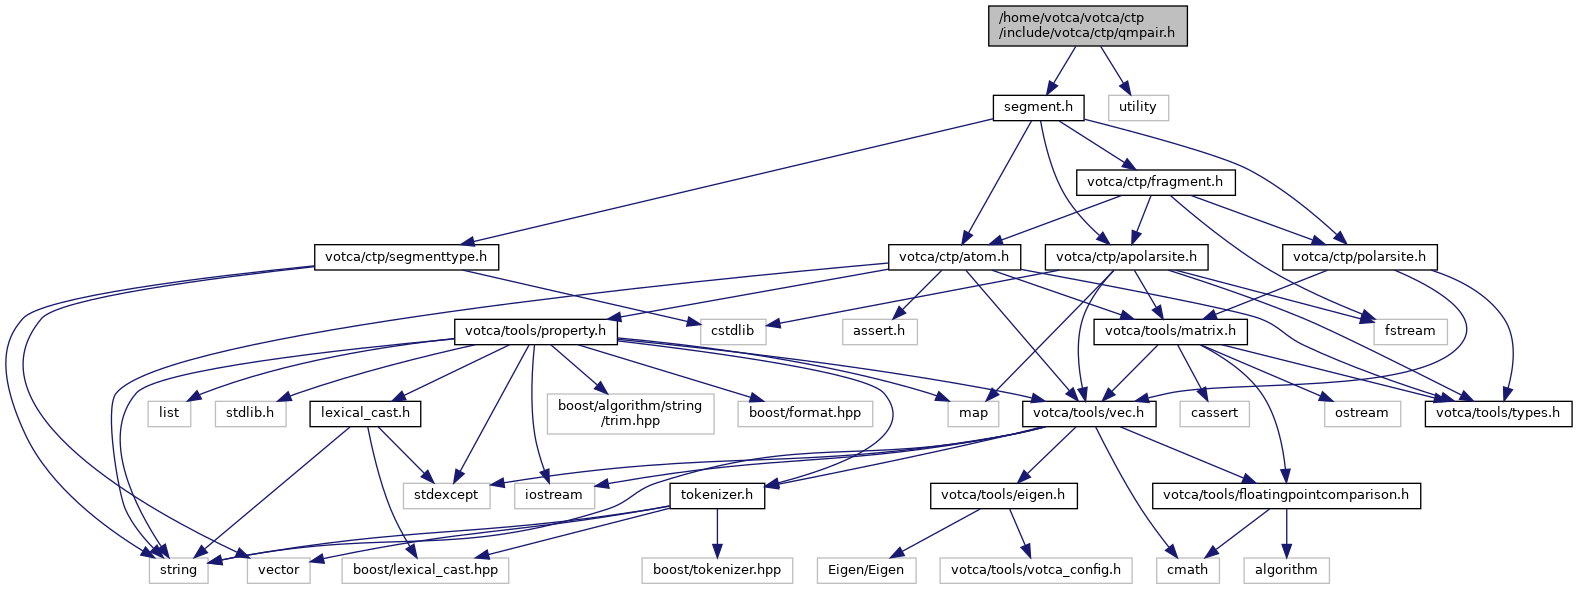 /home/votca/votca/ctp
/include/votca/ctp/qmpair.h
segment.h
utility
votca/ctp/fragment.h
votca/ctp/segmenttype.h
votca/ctp/atom.h
votca/ctp/apolarsite.h
votca/ctp/polarsite.h
votca/tools/property.h
cstdlib
assert.h
votca/tools/matrix.h
fstream
list
stdlib.h
lexical_cast.h
boost/algorithm/string
/trim.hpp
boost/format.hpp
map
votca/tools/vec.h
cassert
ostream
votca/tools/types.h
stdexcept
iostream
tokenizer.h
votca/tools/eigen.h
votca/tools/floatingpointcomparison.h
string
vector
boost/lexical_cast.hpp
boost/tokenizer.hpp
Eigen/Eigen
votca/tools/votca_config.h
cmath
algorithm